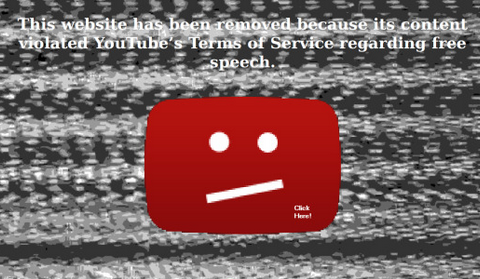 This website has been removed because its content
violated YouTube's Terms of Service regarding free
speech.
Click
Here!